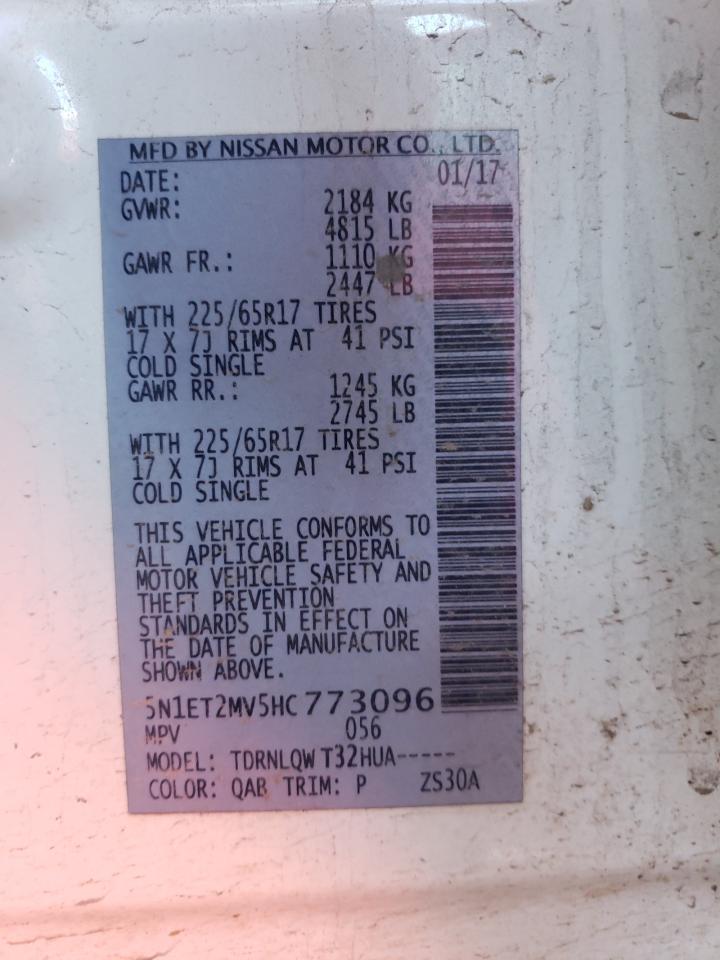 MFD BY NISSAN MOTOR CO., LTD.
DATE: 01/17
GVWR: 2184 KG
4815 LB
GAWR FR.: 1110 KG
2447 LB
WITH 225/65R17 TIRES
17 X 7J RIMS AT 41 PSI
COLD SINGLE
GAWR RR.: 1245 KG
2745 LB
WITH 225/65R17 TIRES
17 X 7J RIMS AT 41 PSI
COLD SINGLE
THIS VEHICLE CONFORMS TO
ALL APPLICABLE FEDERAL
MOTOR VEHICLE SAFETY AND
THEFT PREVENTION
STANDARDS IN EFFECT ON
THE DATE OF MANUFACTURE
SHOWN ABOVE.
5N1ET2MV5HC773096
MPV 056
MODEL: TDRNLQW T32HUA-----
COLOR: QAB TRIM: P ZS30A